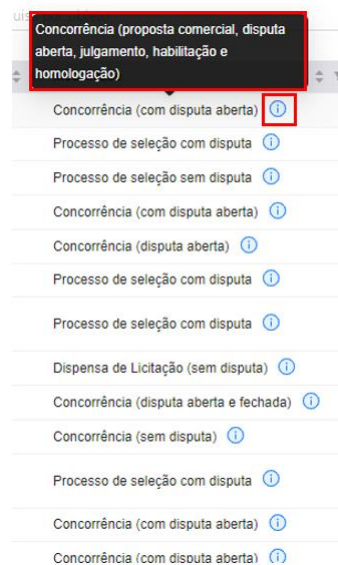 Concorrência (proposta comercial, disputa
aberta, julgamento, habilitação e
homologação)
Concorrência (com disputa aberta)
Processo de seleção com disputa
Processo de seleção sem disputa
Concorrência (com disputa aberta)
Concorrência (disputa aberta)
Processo de seleção com disputa
Processo de seleção com disputa
Dispensa de Licitação (sem disputa)
Concorrência (disputa aberta e fechada)
Concorrência (sem disputa)
Processo de seleção com disputa
Concorrência (com disputa aberta)
Concorrência (com disputa aberta)